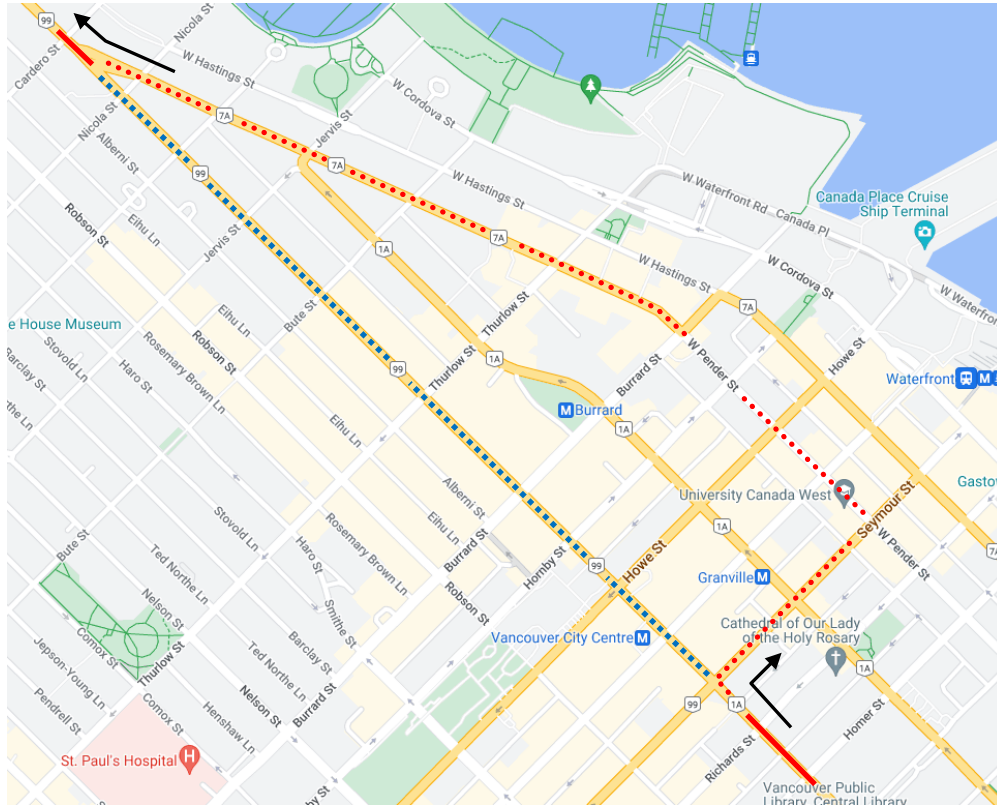 99
Nicola St
Cardero St
W Hastings St
W Cordova St
Nicola St
7A
Jervis St
Alberni St
7A
99
W Hastings St
W Waterfront Rd
Canada Pl
Canada Place Cruise
Ship Terminal
Robson St
Eihu Ln
Jervis St
7A
1A
W Hastings St
W Cordova St
W Waterfront
Bute St
Thurlow St
7A
e House Museum
Eihu Ln
Robson St
Barclay St
Stovold Ln
Rosemary Brown Ln
Haro St
Thurlow St
1A
99
Burrard St
W Pender St
Howe St
Waterfront
M
M
Burrard
1A
the Ln
Eihu Ln
Alberni St
University Canada West
Seymour St
Gastow
Stovold Ln
Rosemary Brown Ln
Eihu Ln
Burrard St
Hornby St
1A
W Pender St
7A
Bute St
Ted Northe Ln
Haro St
99
Howe St
Granville
M
Nelson St
Smithe St
Robson St
Cathedral of Our Lady
of the Holy Rosary
Vancouver City Centre
M
Comox St
Thurlow St
Barclay St
Jepson-Young Ln
Ted Northe Ln
1A
Pendrell St
Nelson St
Burrard St
99
1A
Comox St
Henshaw Ln
Richards St
Homer St
St. Paul's Hospital
H
by St
Vancouver Public
Library, Central Library